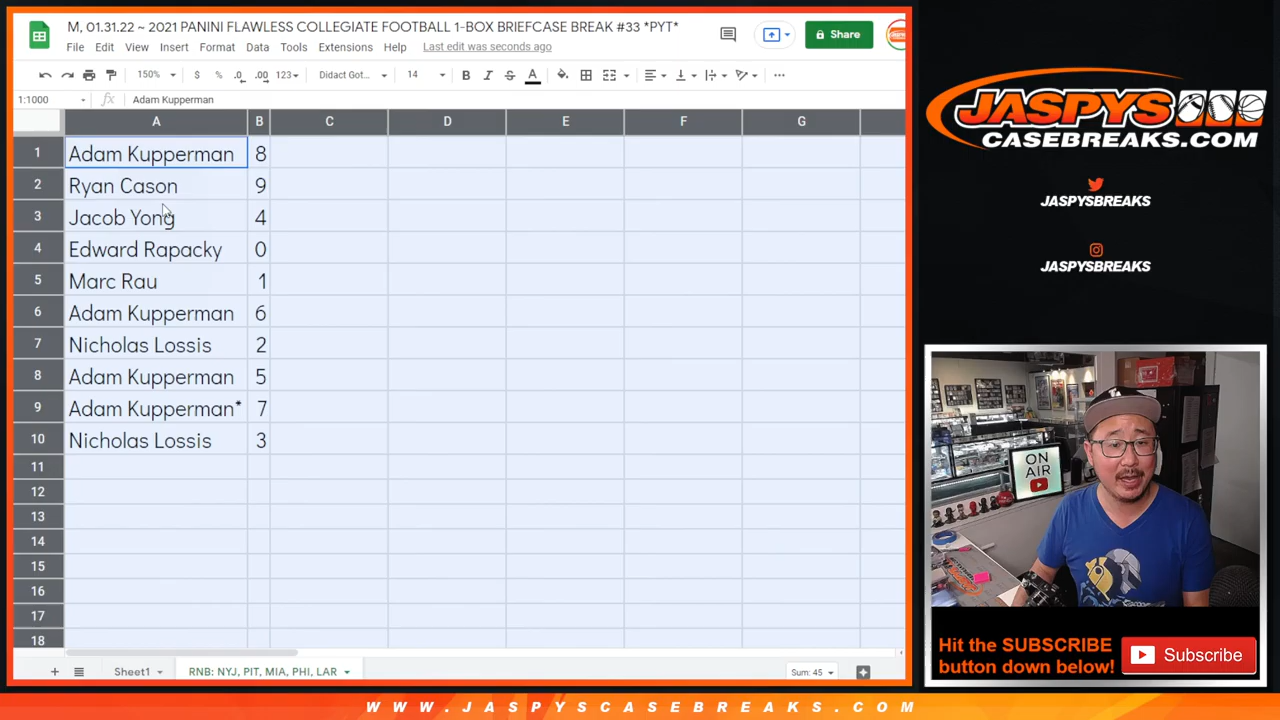 M, 01.31.22 ~ 2021 PANINI FLAWLESS COLLEGIATE FOOTBALL 1-BOX BRIEFCASE BREAK #33 *PYT*
File Edit View Insert Format Data Tools Extensions Help Last edit was seconds ago
Share
150% $ % .0 .00 123 Didact Got... 14 B I S A
1:1000 fx Adam Kupperman
A B C D E F G
1 Adam Kupperman 8
2 Ryan Cason 9
3 Jacob Yong 4
4 Edward Rapacky 0
5 Marc Rau 1
6 Adam Kupperman 6
7 Nicholas Lossis 2
8 Adam Kupperman 5
9 Adam Kupperman* 7
10 Nicholas Lossis 3
11
12
13
14
15
16
17
18
+ Sheet1 RNB: NYJ, PIT, MIA, PHI, LAR Sum: 45
JASPYS
CASEBREAKS.COM
JASPYSBREAKS
JASPYSBREAKS
ON
AIR
Hit the SUBSCRIBE
button down below!
Subscribe
WWW.JASPYSCASEBREAKS.COM